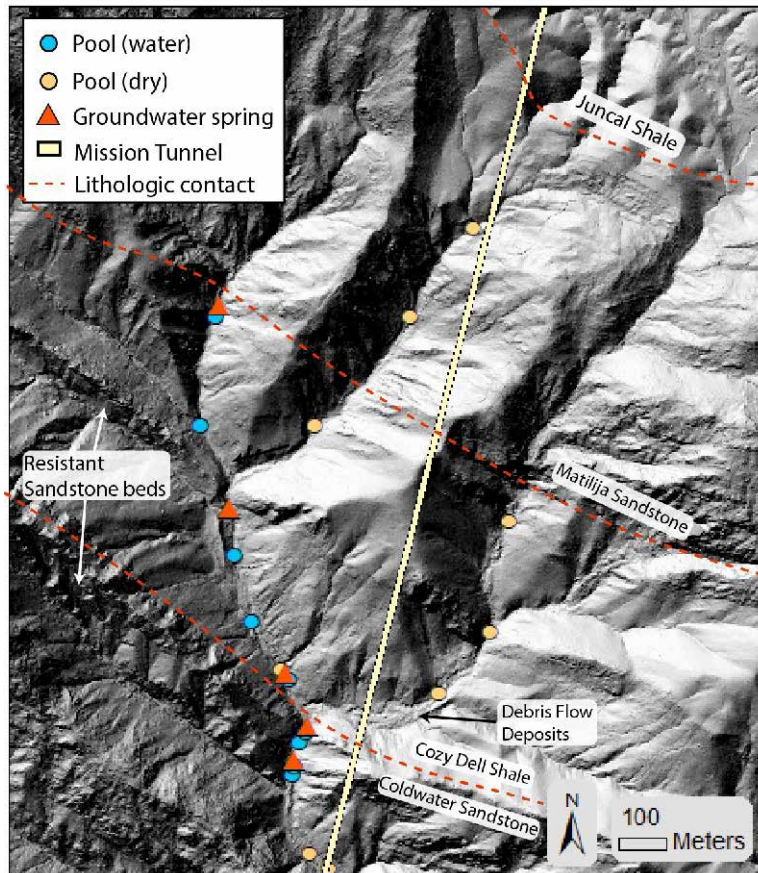 Pool (water)
Pool (dry)
Groundwater spring
Mission Tunnel
Lithologic contact
Juncal Shale
Resistant
Sandstone beds
Matilija Sandstone
Debris Flow
Deposits
Cozy Dell Shale
Coldwater Sandstone
N
100
Meters